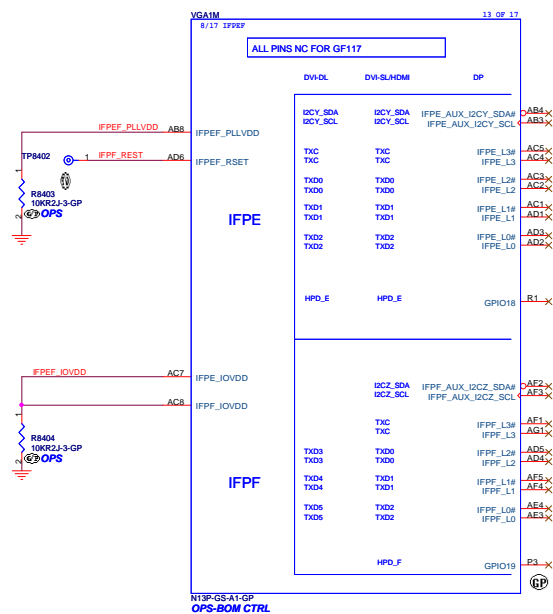 VGA1M 13 OF 17
8/17 IFPEF
ALL PINS NC FOR GF117
DVI-DL DVI-SL/HDMI DP
I2CY_SDA I2CY_SDA IFPE_AUX_I2CY_SDA# AB4
I2CY_SCL I2CY_SCL IFPE_AUX_I2CY_SCL AB3
IFPEF_PLLVDD AB8 IFPEF_PLLVDD
TXC TXC IFPE_L3# AC5
TXC TXC IFPE_L3 AC4
TP8402 1 IFPF_REST AD6 IFPEF_RSET
TXD0 TXD0 IFPE_L2# AC3
TXD0 TXD0 IFPE_L2 AC2
1
R8403
10KR2J-3-GP
2 OPS
TXD1 TXD1 IFPE_L1# AC1
TXD1 TXD1 IFPE_L1 AD1
IFPE
TXD2 TXD2 IFPE_L0# AD3
TXD2 TXD2 IFPE_L0 AD2
HPD_E HPD_E GPIO18 R1
IFPEF_IOVDD AC7 IFPE_IOVDD
I2CZ_SDA IFPF_AUX_I2CZ_SDA# AF2
I2CZ_SCL IFPF_AUX_I2CZ_SCL AF3
AC8 IFPF_IOVDD
1
R8404
10KR2J-3-GP
2 OPS
TXC IFPF_L3# AF1
TXC IFPF_L3 AG1
TXD3 TXD0 IFPF_L2# AD5
TXD3 TXD0 IFPF_L2 AD4
IFPF
TXD4 TXD1 IFPF_L1# AF5
TXD4 TXD1 IFPF_L1 AF4
TXD5 TXD2 IFPF_L0# AE4
TXD5 TXD2 IFPF_L0 AE3
HPD_F GPIO19 P3
GP
N13P-GS-A1-GP
OPS-BOM CTRL